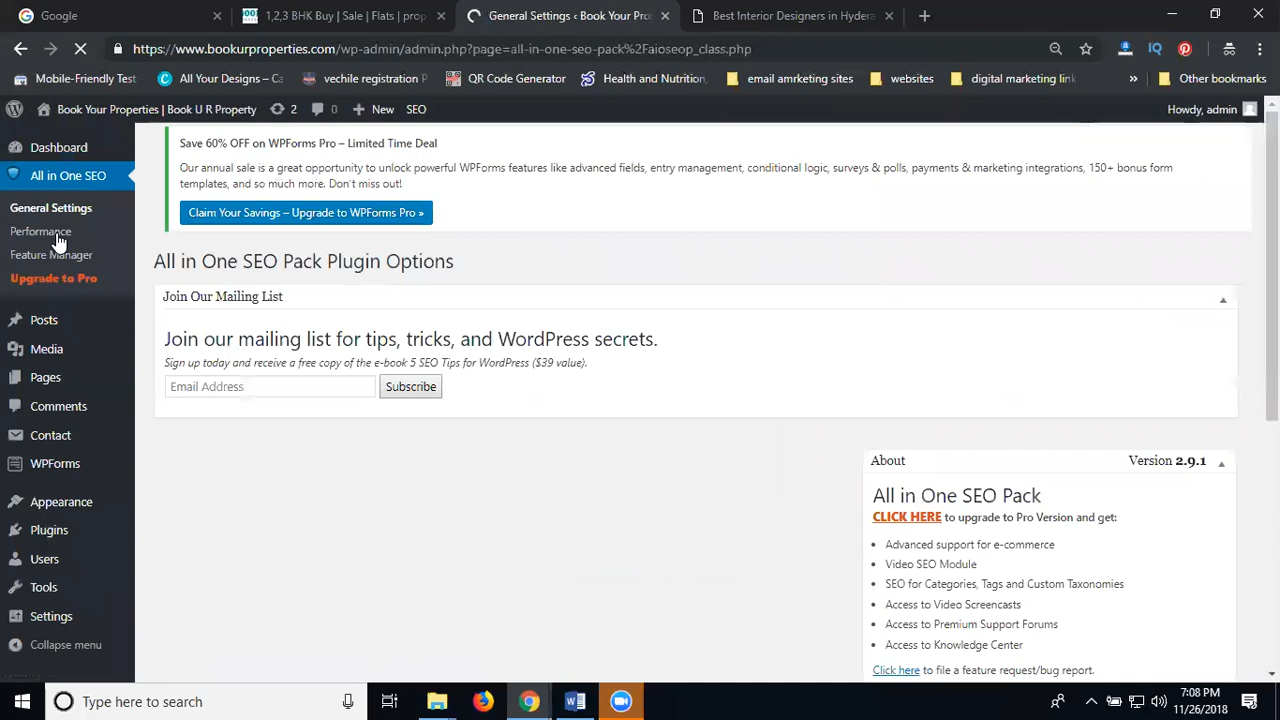 Google
1,2,3 BHK Buy | Sale | Flats | prop
General Settings ‹ Book Your Pro
Best Interior Designers in Hydera
https://www.bookurproperties.com/wp-admin/admin.php?page=all-in-one-seo-pack%2Faioseop_class.php
Mobile-Friendly Test
All Your Designs – Ca
vechile registration P
QR Code Generator
Health and Nutrition,
email amrketing sites
websites
digital marketing link
Other bookmarks
Book Your Properties | Book U R Property
2
0
New
SEO
Howdy, admin
Dashboard
All in One SEO
General Settings
Performance
Feature Manager
Upgrade to Pro
Posts
Media
Pages
Comments
Contact
WPForms
Appearance
Plugins
Users
Tools
Settings
Collapse menu
Save 60% OFF on WPForms Pro – Limited Time Deal
Our annual sale is a great opportunity to unlock powerful WPForms features like advanced fields, entry management, conditional logic, surveys & polls, payments & marketing integrations, 150+ bonus form
templates, and so much more. Don't miss out!
Claim Your Savings – Upgrade to WPForms Pro »
All in One SEO Pack Plugin Options
Join Our Mailing List
Join our mailing list for tips, tricks, and WordPress secrets.
Sign up today and receive a free copy of the e-book 5 SEO Tips for WordPress ($39 value).
Email Address
Subscribe
About
Version 2.9.1
All in One SEO Pack
CLICK HERE to upgrade to Pro Version and get:
• Advanced support for e-commerce
• Video SEO Module
• SEO for Categories, Tags and Custom Taxonomies
• Access to Video Screencasts
• Access to Premium Support Forums
• Access to Knowledge Center
Click here to file a feature request/bug report.
Type here to search
7:08 PM
11/26/2018